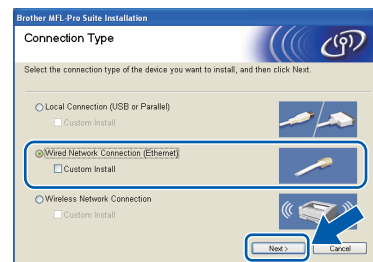 Brother MFL-Pro Suite Installation
Connection Type
Select the connection type of the device you want to install, and then click Next.
Local Connection (USB or Parallel)
Custom Install
Wired Network Connection (Ethernet)
Custom Install
Wireless Network Connection
Custom Install
Next >
Cancel